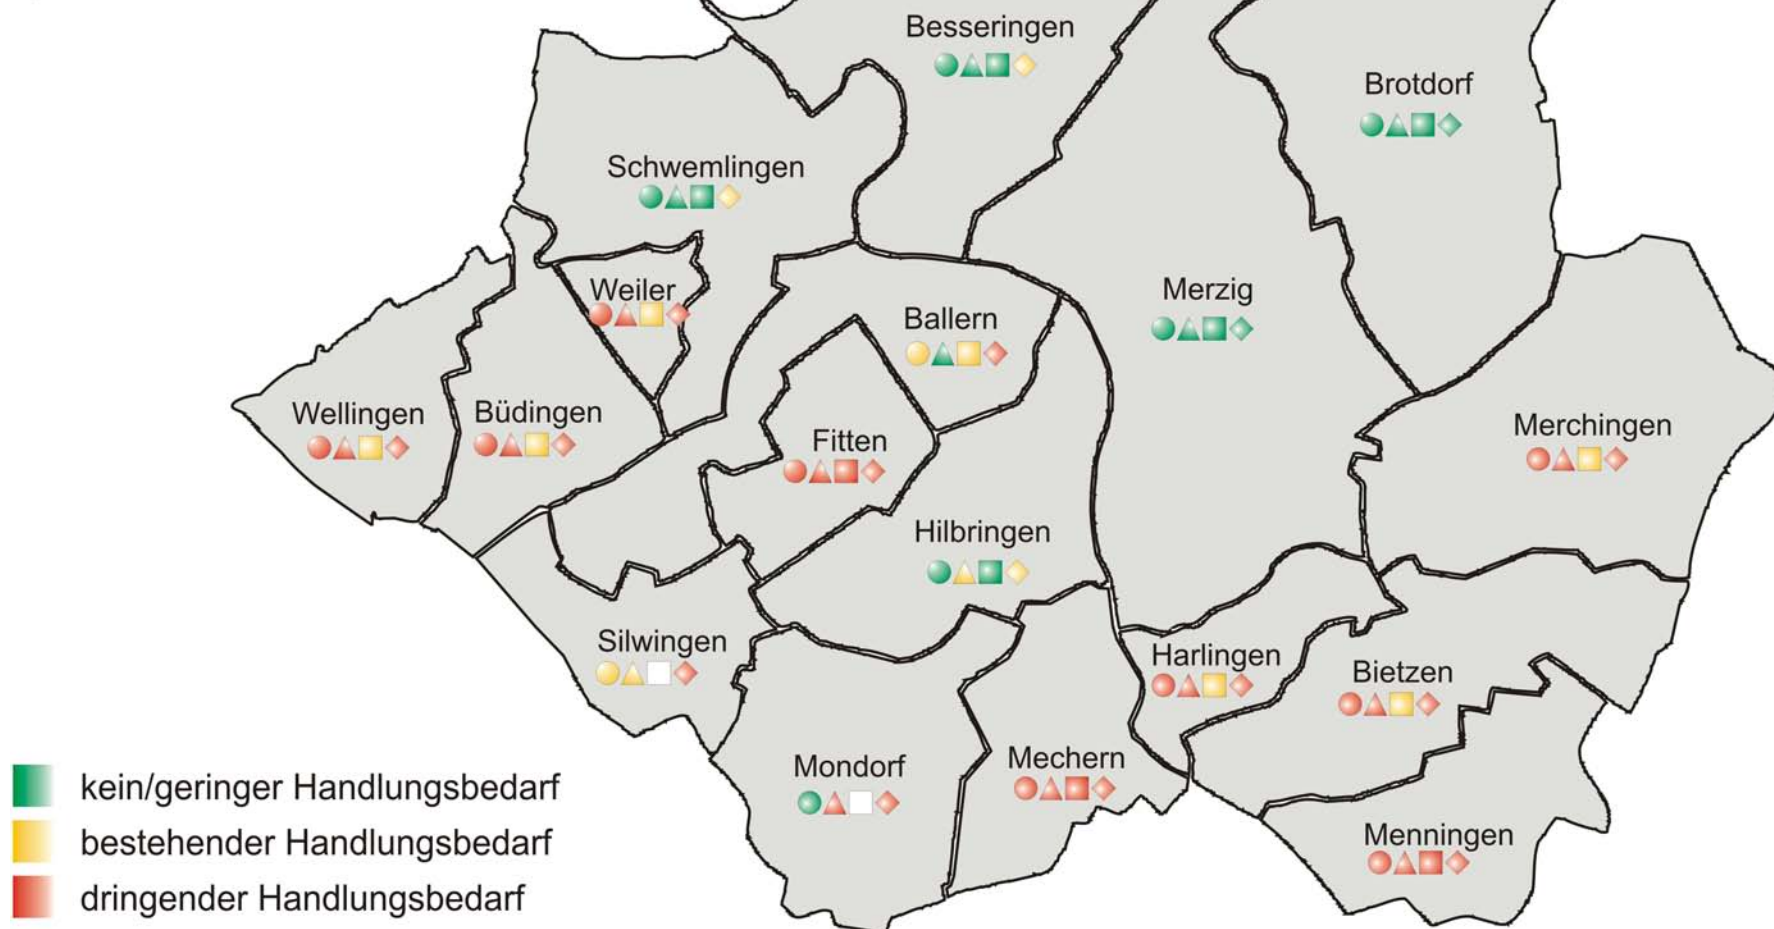 Besseringen
Brotdorf
Schwemlingen
Weiler
Merzig
Ballern
Wellingen
Büdingen
Fitten
Merchingen
Hilbringen
Silwingen
Harlingen
Bietzen
Mondorf
Mechern
Menningen
kein/geringer Handlungsbedarf
bestehender Handlungsbedarf
dringender Handlungsbedarf